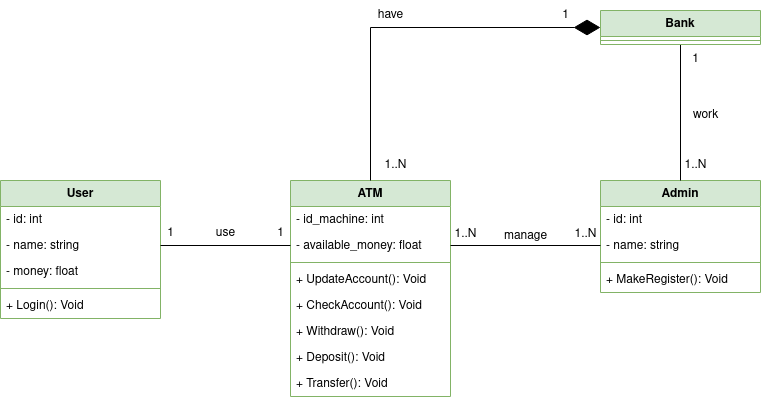 have
1
Bank
1
work
1..N
1..N
User
- id: int
- name: string
- money: float
+ Login(): Void
1
use
1
ATM
- id_machine: int
- available_money: float
+ UpdateAccount(): Void
+ CheckAccount(): Void
+ Withdraw(): Void
+ Deposit(): Void
+ Transfer(): Void
1..N
manage
1..N
Admin
- id: int
- name: string
+ MakeRegister(): Void